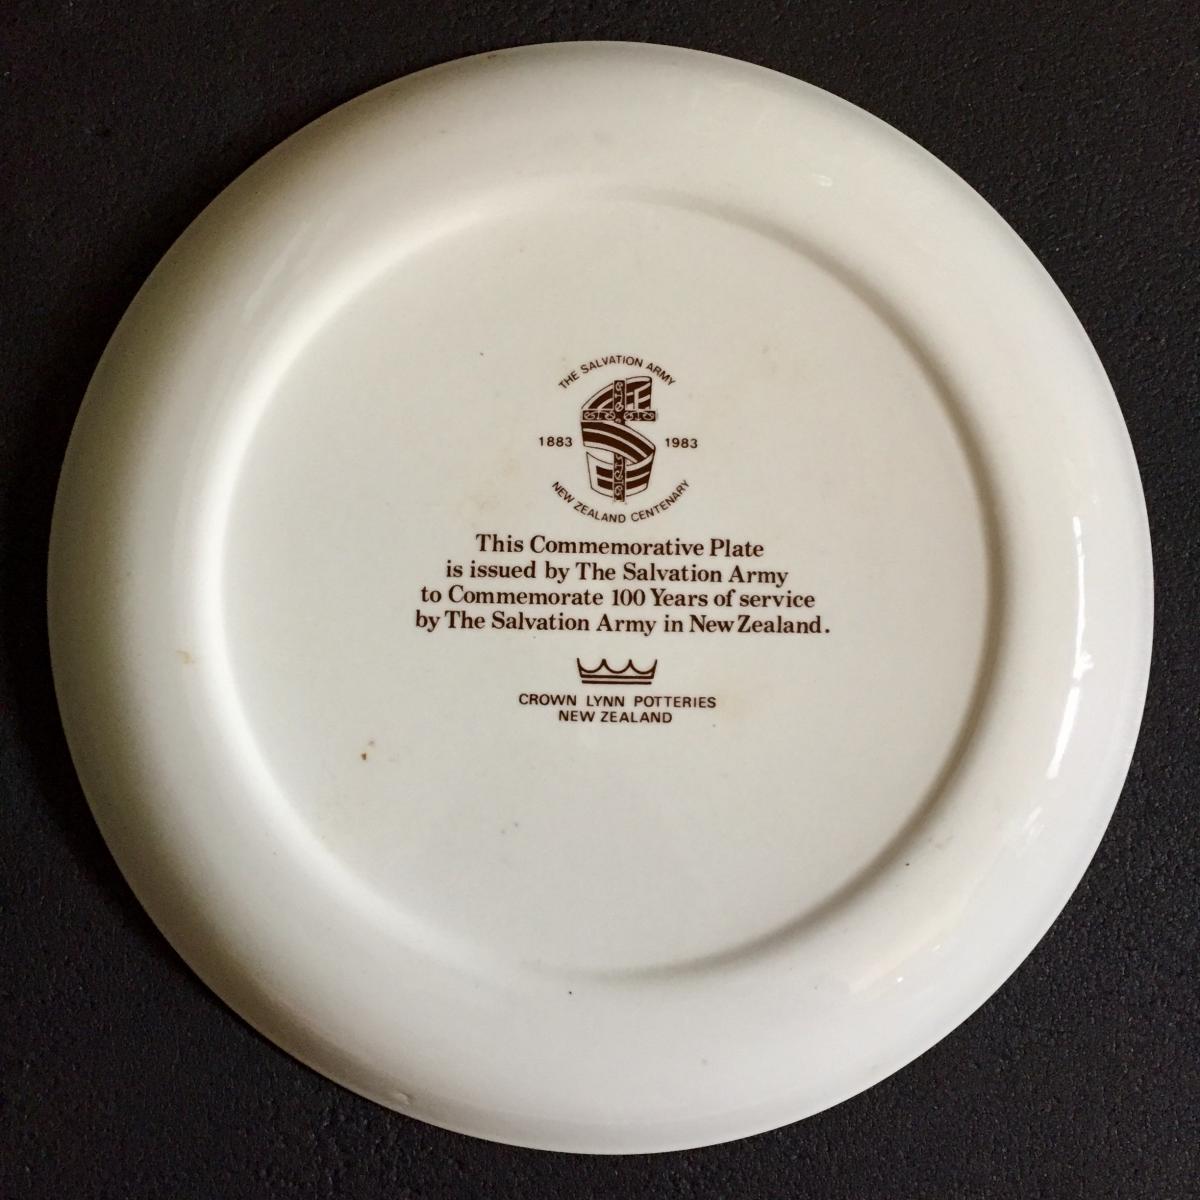 THE SALVATION ARMY
1883 1983
NEW ZEALAND CENTENARY
This Commemorative Plate
is issued by The Salvation Army
to Commemorate 100 Years of service
by The Salvation Army in New Zealand.
CROWN LYNN POTTERIES
NEW ZEALAND